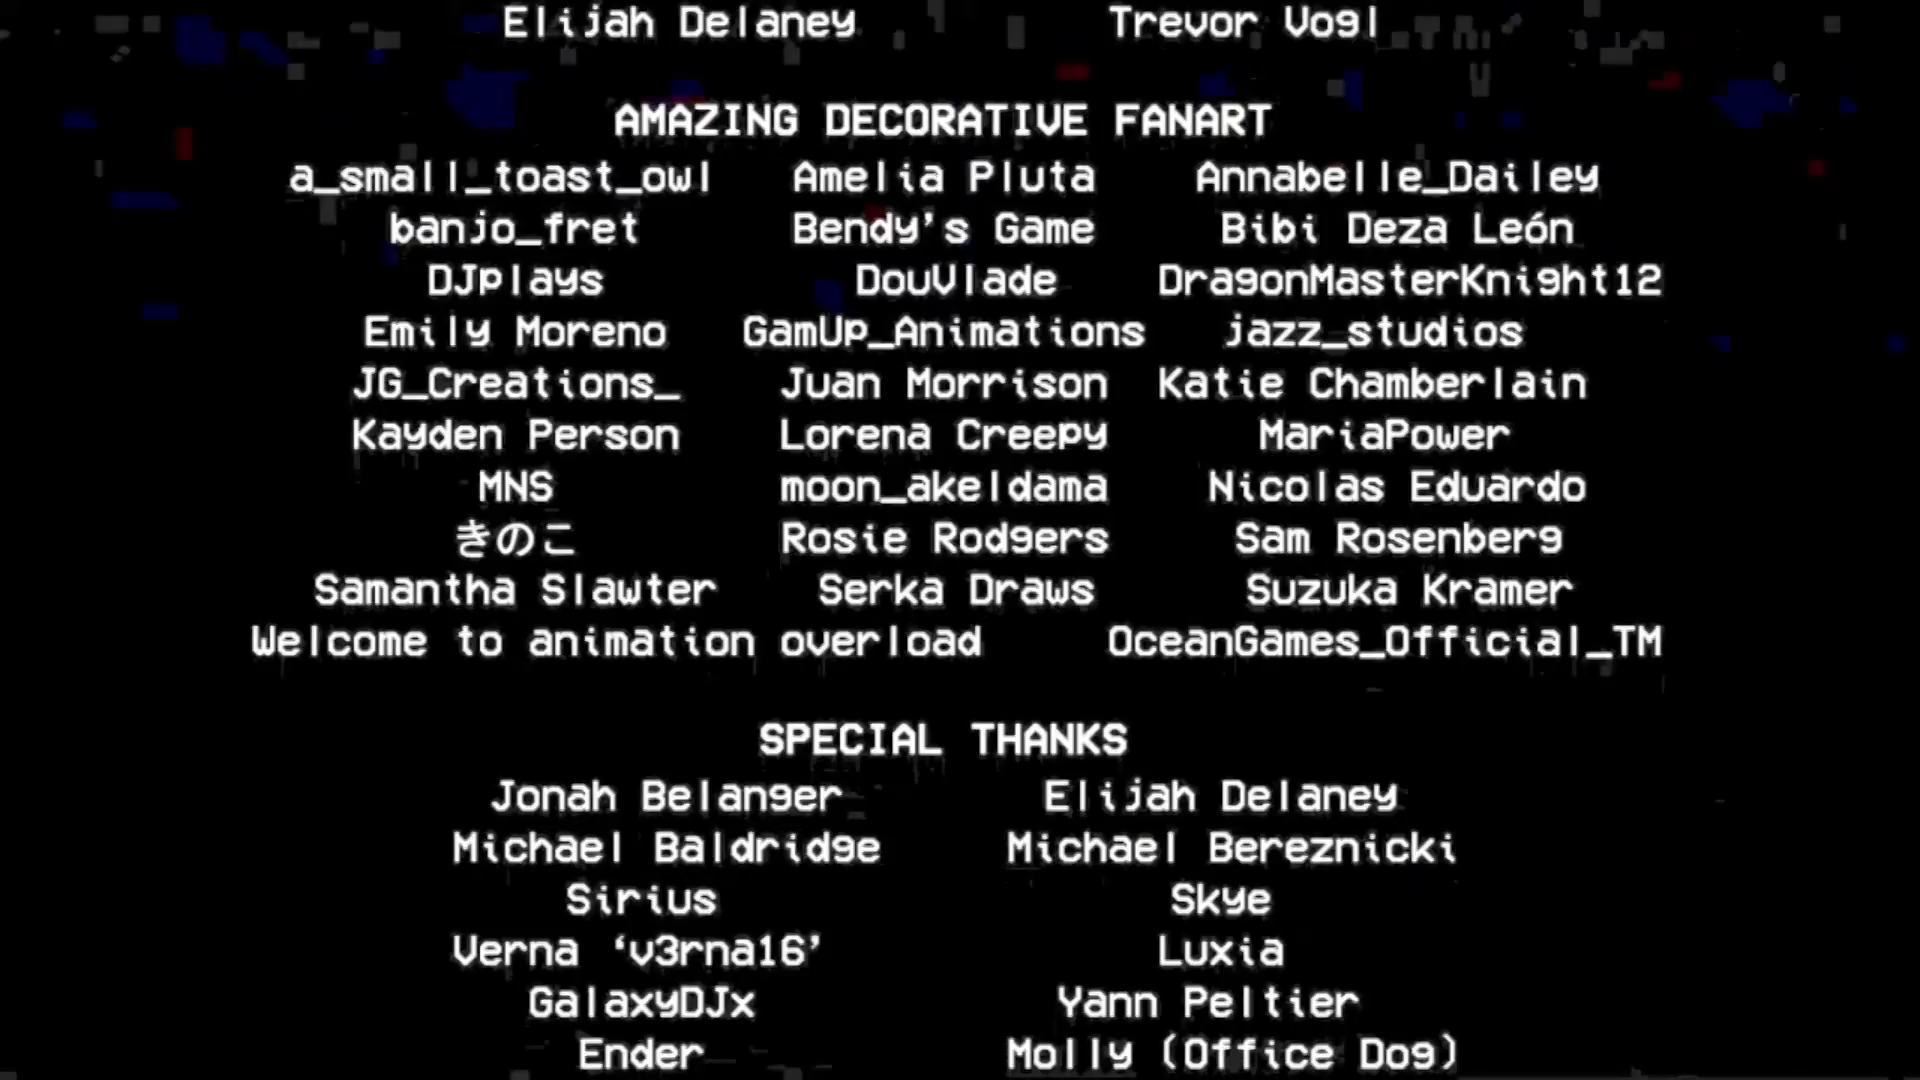 Elijah Delaney Trevor Vogl
AMAZING DECORATIVE FANART
a_small_toast_owl Amelia Pluta Annabelle_Dailey
banjo_fret Bendy’s Game Bibi Deza León
DJplays DouVlade DragonMasterKnight12
Emily Moreno GamUp_Animations jazz_studios
JG_Creations_ Juan Morrison Katie Chamberlain
Kayden Person Lorena Creepy MariaPower
MNS moon_akeldama Nicolas Eduardo
きのこ Rosie Rodgers Sam Rosenberg
Samantha Slawter Serka Draws Suzuka Kramer
Welcome to animation overload OceanGames_Official_TM
SPECIAL THANKS
Jonah Belanger Elijah Delaney
Michael Baldridge Michael Bereznicki
Sirius Skye
Verna ‘v3rna16’ Luxia
GalaxyDJx Yann Peltier
Ender Molly (Office Dog)